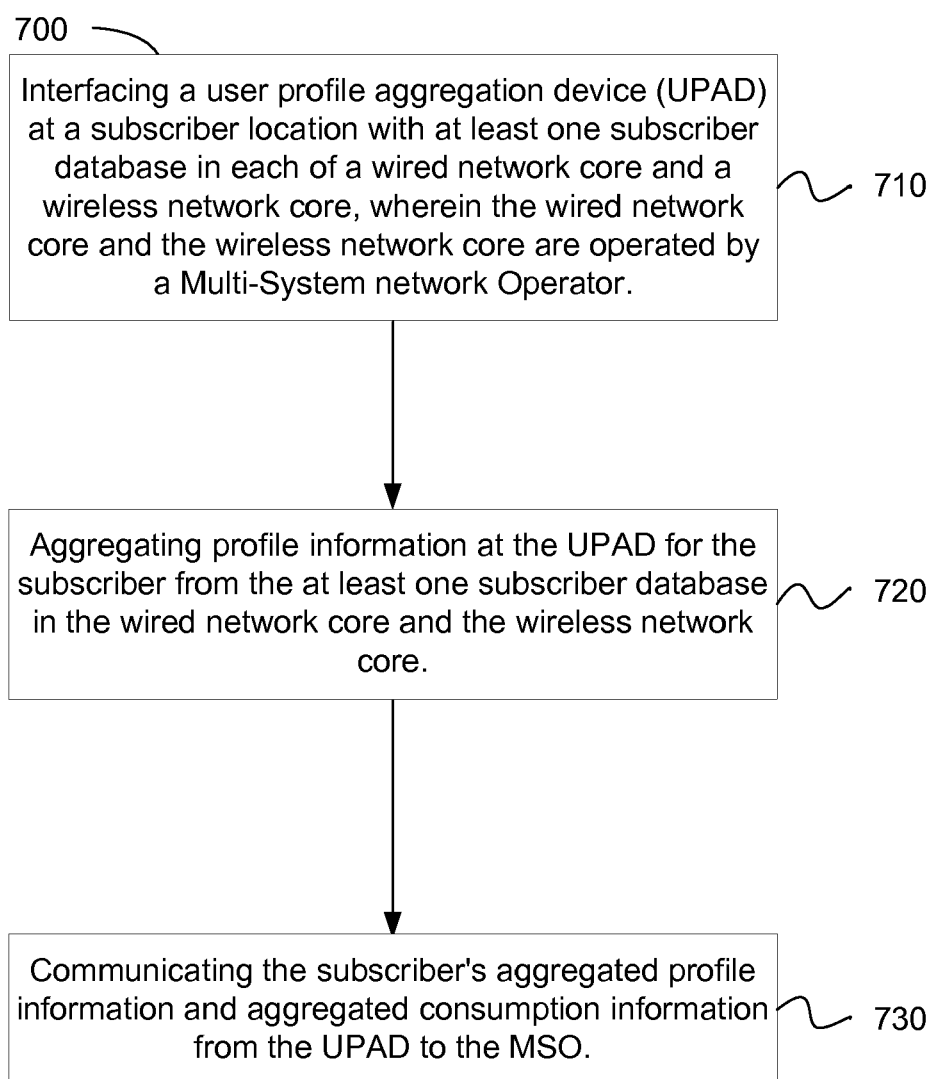 700
Interfacing a user profile aggregation device (UPAD)
at a subscriber location with at least one subscriber
database in each of a wired network core and a
wireless network core, wherein the wired network
core and the wireless network core are operated by
a Multi-System network Operator.
710
Aggregating profile information at the UPAD for the
subscriber from the at least one subscriber database
in the wired network core and the wireless network
core.
720
Communicating the subscriber's aggregated profile
information and aggregated consumption information
from the UPAD to the MSO.
730